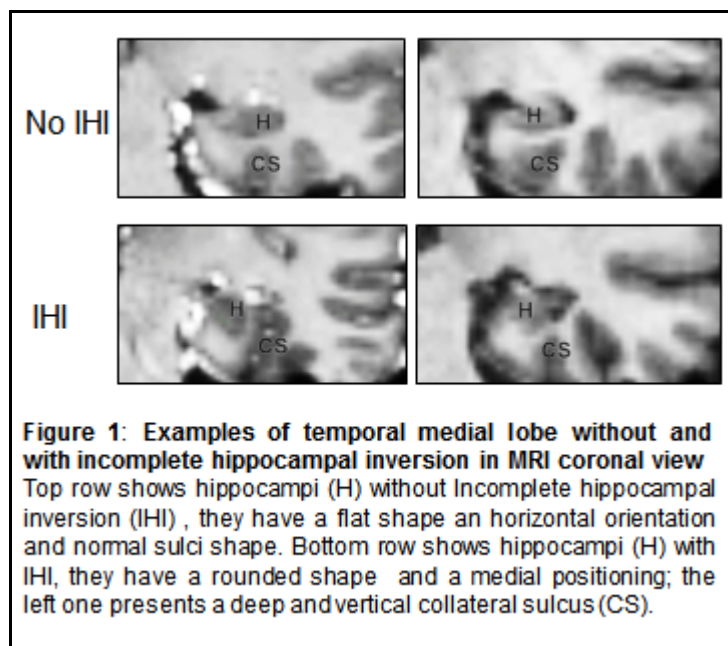 No IHI
H
CS
H
CS
IHI
H
CS
H
CS
Figure 1: Examples of temporal medial lobe without and
with incomplete hippocampal inversion in MRI coronal view
Top row shows hippocampi (H) without Incomplete hippocampal
inversion (IHI) , they have a flat shape an horizontal orientation
and normal sulci shape. Bottom row shows hippocampi (H) with
IHI, they have a rounded shape and a medial positioning; the
left one presents a deep and vertical collateral sulcus (CS).